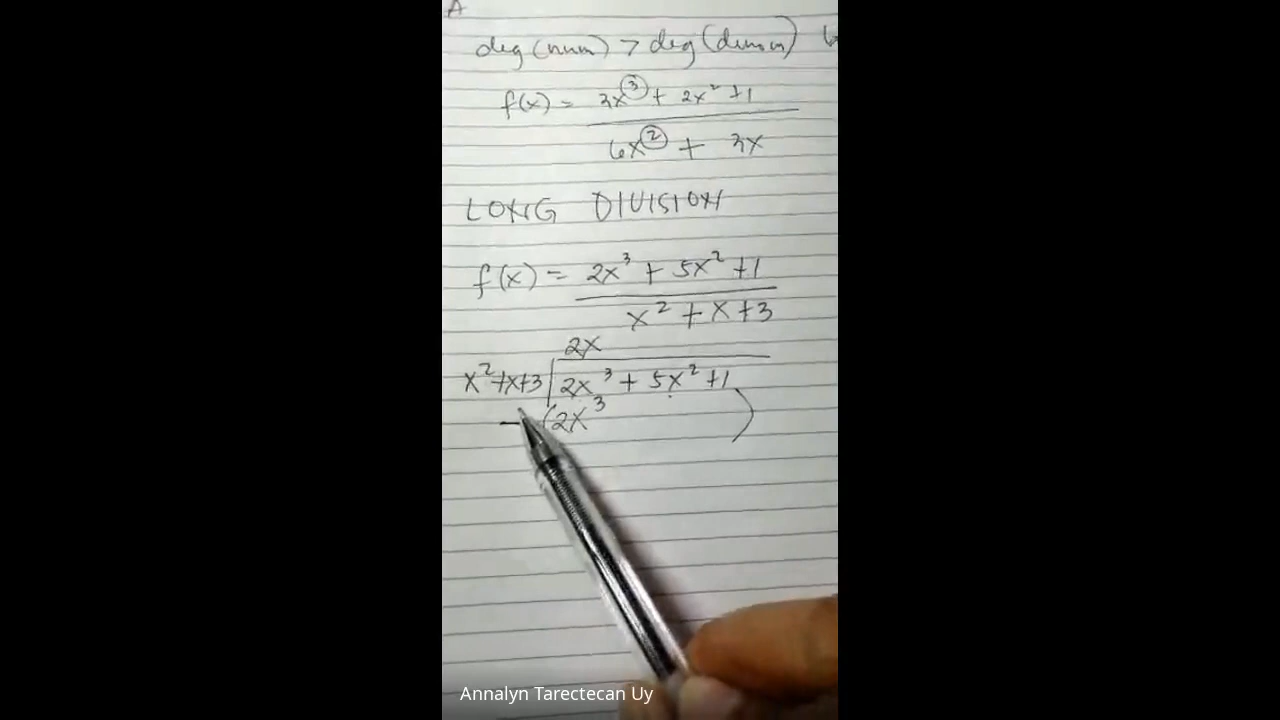 A
deg (num) > deg (denom)
f(x) = 3x³ + 2x² + 1
6x² + 3x
LONG DIVISION
f(x) = 2x³ + 5x² + 1
x² + x + 3
2x
x² + x + 3 2x³ + 5x² + 1
- (2x³ )
Annalyn Tarectecan Uy